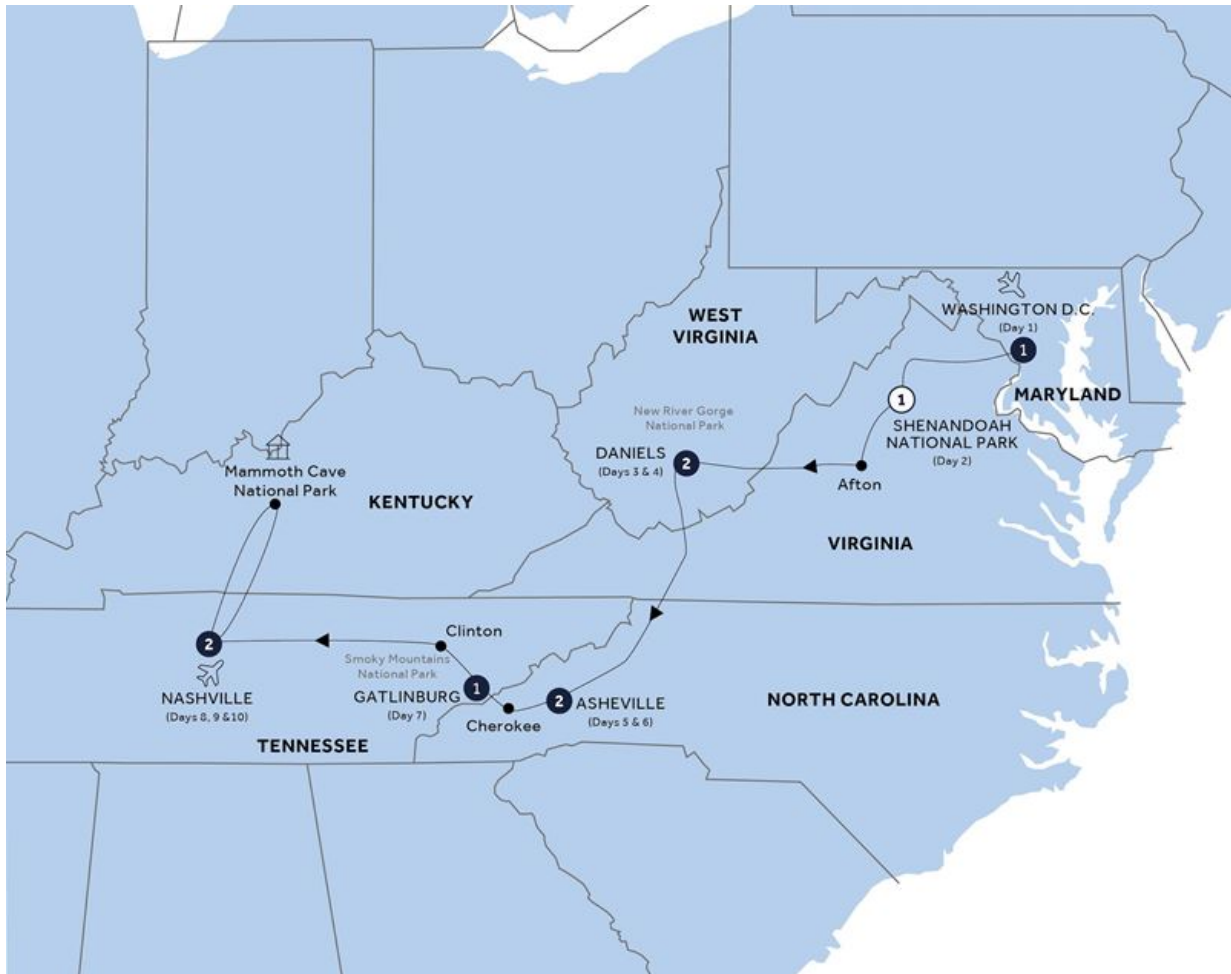 WASHINGTON D.C.
(Day 1)
1
WEST
VIRGINIA
MARYLAND
1
SHENANDOAH
NATIONAL PARK
(Day 2)
New River Gorge
National Park
DANIELS
(Days 3 & 4)
2
Afton
Mammoth Cave
National Park
KENTUCKY
VIRGINIA
Clinton
2
Smoky Mountains
National Park
NASHVILLE
(Days 8, 9 &10)
GATLINBURG
(Day 7)
1
2
ASHEVILLE
(Days 5 & 6)
Cherokee
NORTH CAROLINA
TENNESSEE